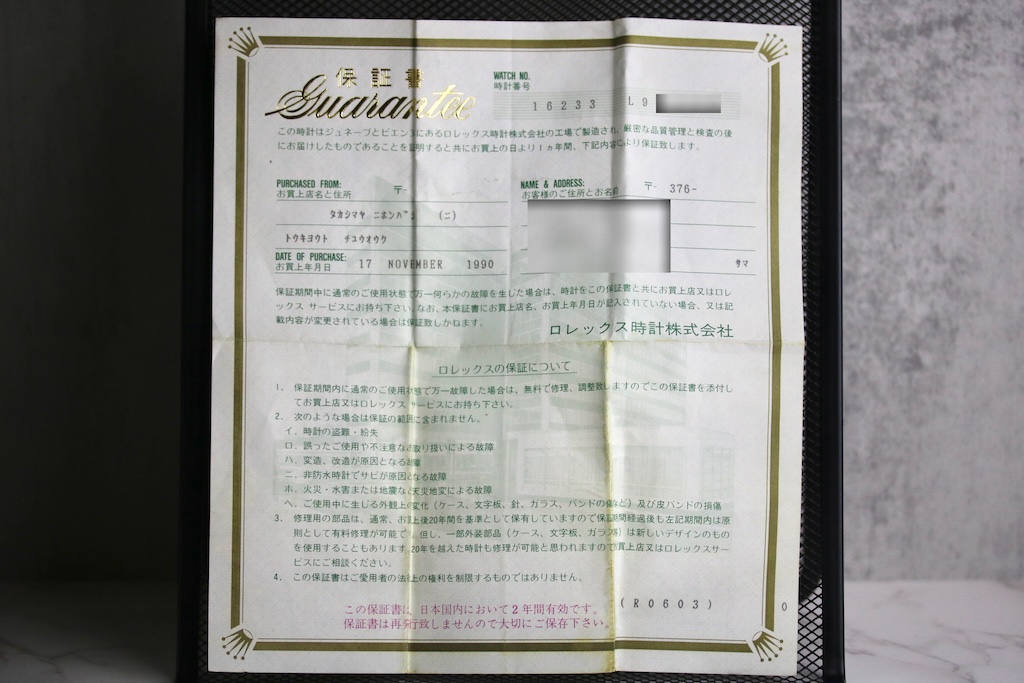 保証書
Guarantee
WATCH NO.
時計番号
16233 L9
この時計はジュネーブとビエンヌにあるロレックス時計株式会社の工場で製造され、厳密な品質管理と検査の後
にお届けしたものであることを証明すると共にお買上の日より1ヵ年間、下記内容により保証致します。
PURCHASED FROM:
お買上店名と住所
〒-
タカシマヤ ニホンバシ (ニ)
トウキヨウト チユウオウク
DATE OF PURCHASE:
お買上年月日
17 NOVEMBER 1990
NAME & ADDRESS:
お客様のご住所とお名前
〒- 376-
サマ
保証期間中に通常のご使用状態で万一何らかの故障を生した場合は、時計をこの保証書と共にお買上店又はロレ
ックス サービスにお持ち下さい。なお、本保証書にお買上店名、お買上年月日が記入されていない場合、又は記
載内容が変更されている場合は保証致しかねます。
ロレックス時計株式会社
ロレックスの保証について
1. 保証期間内に通常のご使用状態で万一故障した場合は、無料で修理、調整致しますのでこの保証書を添付し
てお買上店又はロレックス サービスにお持ち下さい。
2. 次のような場合は保証の範囲に含まれません。
イ. 時計の盗難・紛失
ロ. 誤ったご使用や不注意なお取り扱いによる故障
ハ. 変造、改造が原因となる故障
ニ. 非防水時計でサビが原因となる故障
ホ. 火災・水害または地震など天災地変による故障
ヘ. ご使用中に生じる外観上の変化(ケース、文字板、針、ガラス、バンドの傷など)及び皮バンドの損傷
3. 修理用の部品は、通常、お買上後20年間を基準として保有していますので保証期間経過後も左記期間内は原
則として有料修理が可能です。但し、一部外装部品(ケース、文字板、ガラス等)は新しいデザインのもの
を使用することもあります。20年を越えた時計も修理が可能と思われますのでお買上店又はロレックスサー
ビスにご相談ください。
4. この保証書はご愛用者の法律上の権利を制限するものではありません。
この保証書は、日本国内において2年間有効です。
保証書は再発行致しませんので大切にご保存下さい。
(R0603)
0